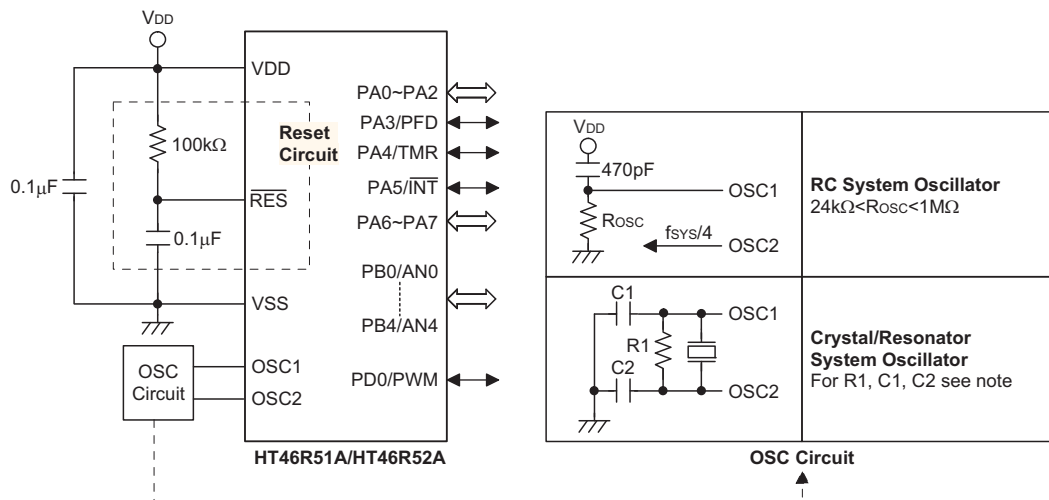 VDD
VDD
100kΩ
Reset
Circuit
0.1μF
RES
0.1μF
VSS
OSC
Circuit
OSC1
OSC2
PA0~PA2
PA3/PFD
PA4/TMR
PA5/INT
PA6~PA7
PB0/AN0
PB4/AN4
PD0/PWM
HT46R51A/HT46R52A
VDD
470pF
OSC1
ROSC
fSYS/4
OSC2
RC System Oscillator
24kΩ<ROSC<1MΩ
C1
OSC1
R1
C2
OSC2
Crystal/Resonator
System Oscillator
For R1, C1, C2 see note
OSC Circuit